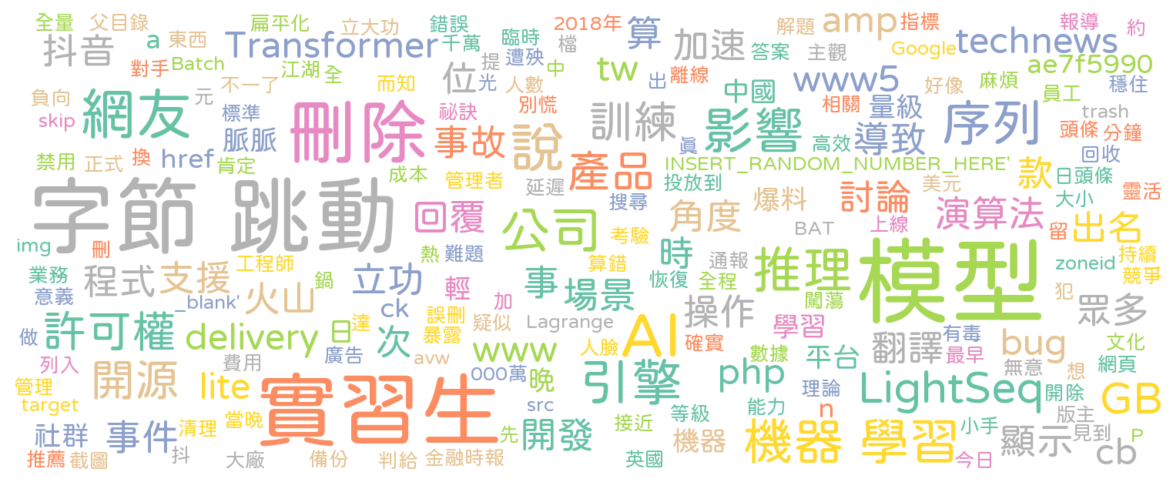 全量 父目錄 扁平化 立大功 錯誤 2018年 臨時 檔 算 解題 amp 指標 報導 約
抖音 a 東西 Transformer 千萬 提 遭殃 加速 答案 主觀 Google technews
對手 Batch 江湖 全 而知 光 人數 中 tw 出 離線 www5 好像 麻煩 ae7f5990
負向 元 不一了 位 別慌 中國 相關 量級 員工 穩住
skip 網友 標準 刪除 祕訣 訓練 影響 高效 導致 序列 trash 頭條 分鐘
脈脈 事故 說 眞 回收
禁用 正式 換 href 肯定 成本 管理者 產品 INSERT_RANDOM_NUMBER_HERE' 款 日頭條
字節 跳動 延遲 投放到 搜尋 爆料 討論 美元 大小 靈活
回覆 公司 考驗 角度 BAT 上線 演算法 留 出名
img 刪 熱 難題 時 通報 推理 模型 持續
業務 程式 支援 工程師 鍋 立功 輕 事 場景 算錯 恢復 全程 zoneid 競爭
意義 _blank' 火山 ck 加 操作 闖蕩 犯 眾多
做 許可權 delivery 日 達 次 誤刪 暴露 疑似 Lagrange AI 確實 學習 翻譯 有毒 bug 文化
列入 費用 廣告 avw www 人臉 數據 平台 最早 無意 想 網頁
管理 開源 lite 實習生 000萬 晚 引擎 php 理論 LightSeq 開除 GB
target 當晚 src 接近 等級 能力 n 版主
社群 事件 清理 抖 先 開發 機器 機器 學習 小手 顯示 見到 P
推薦 截圖 大廠 備份 判給 金融時報 英國 今日 cb